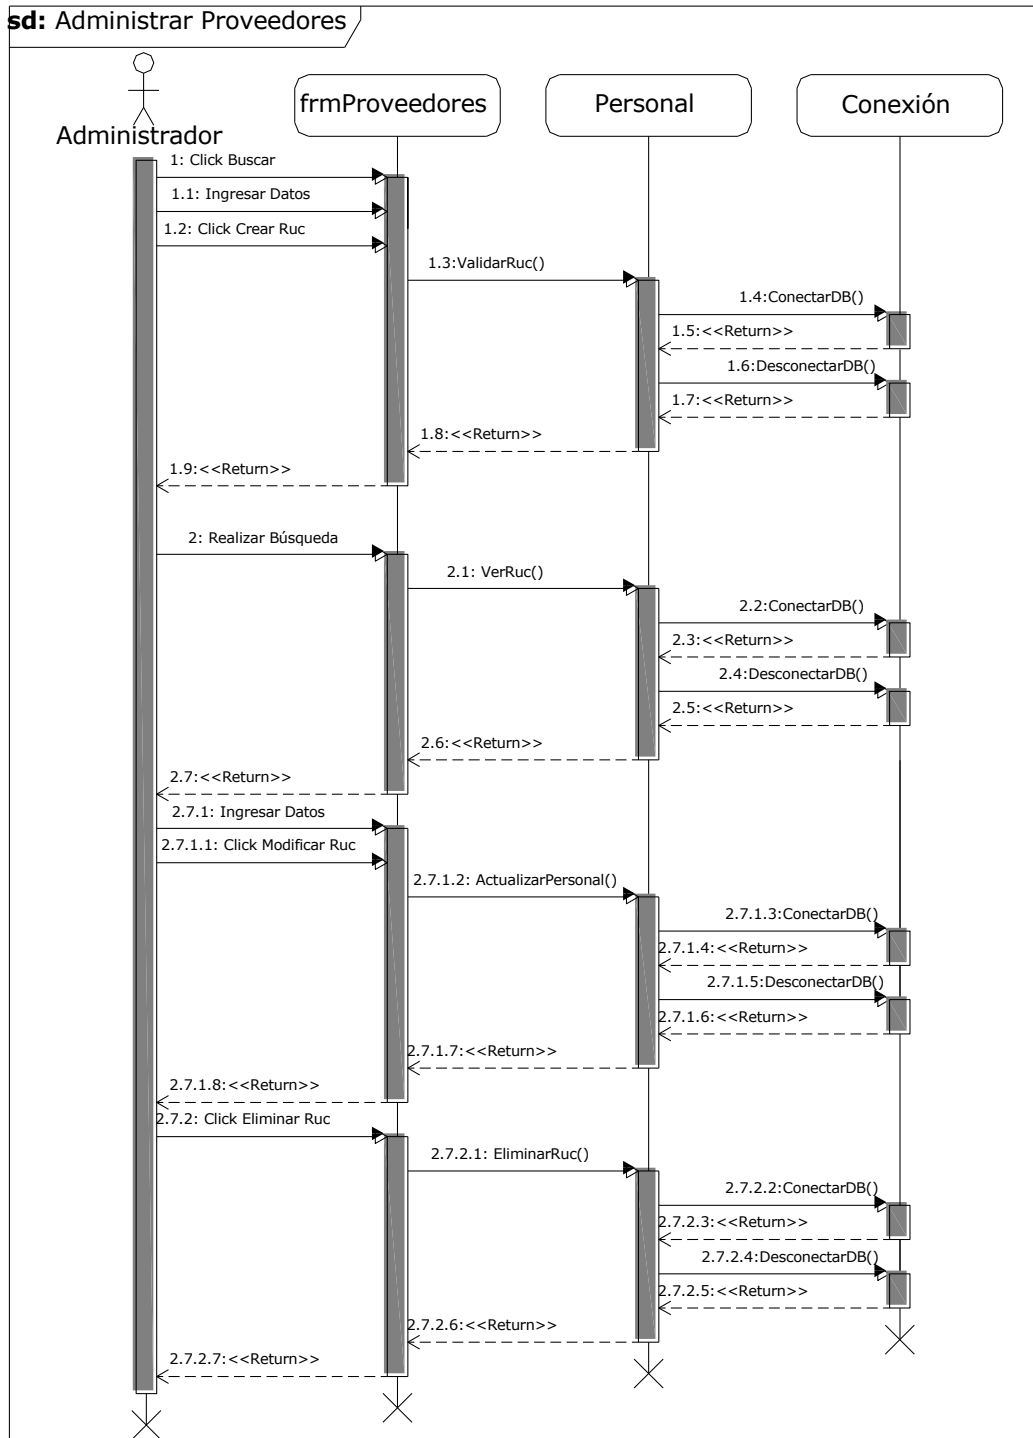 sd: Administrar Proveedores
Administrador
frmProveedores
Personal
Conexión
1: Click Buscar
1.1: Ingresar Datos
1.2: Click Crear Ruc
1.3:ValidarRuc()
1.4:ConectarDB()
1.5:<<Return>>
1.6:DesconectarDB()
1.7:<<Return>>
1.8:<<Return>>
1.9:<<Return>>
2: Realizar Búsqueda
2.1: VerRuc()
2.2:ConectarDB()
2.3:<<Return>>
2.4:DesconectarDB()
2.5:<<Return>>
2.6:<<Return>>
2.7:<<Return>>
2.7.1: Ingresar Datos
2.7.1.1: Click Modificar Ruc
2.7.1.2: ActualizarPersonal()
2.7.1.3:ConectarDB()
2.7.1.4:<<Return>>
2.7.1.5:DesconectarDB()
2.7.1.6:<<Return>>
2.7.1.7:<<Return>>
2.7.1.8:<<Return>>
2.7.2: Click Eliminar Ruc
2.7.2.1: EliminarRuc()
2.7.2.2:ConectarDB()
2.7.2.3:<<Return>>
2.7.2.4:DesconectarDB()
2.7.2.5:<<Return>>
2.7.2.6:<<Return>>
2.7.2.7:<<Return>>